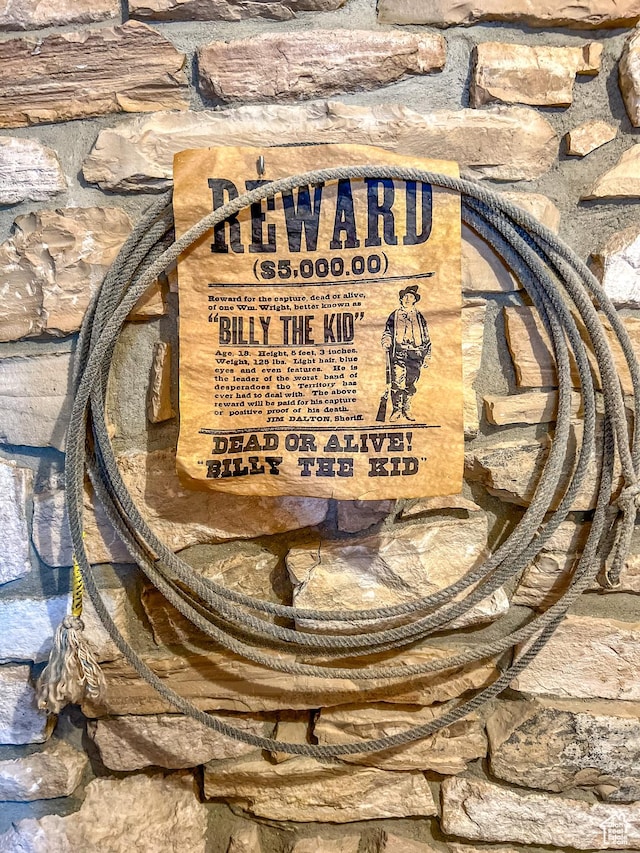 REWARD
($5,000.00)
Reward for the capture, dead or alive,
of one Wm. Wright, better known as
"BILLY THE KID"
Age, 18. Height, 5 feet, 3 inches.
Weight, 125 lbs. Light hair, blue
eyes and even features. He is
the leader of the worst band of
desperadoes the Territory has
ever had to deal with. The above
reward will be paid for his capture
or positive proof of his death.
JIM DALTON, Sheriff.
DEAD OR ALIVE!
"BILLY THE KID"